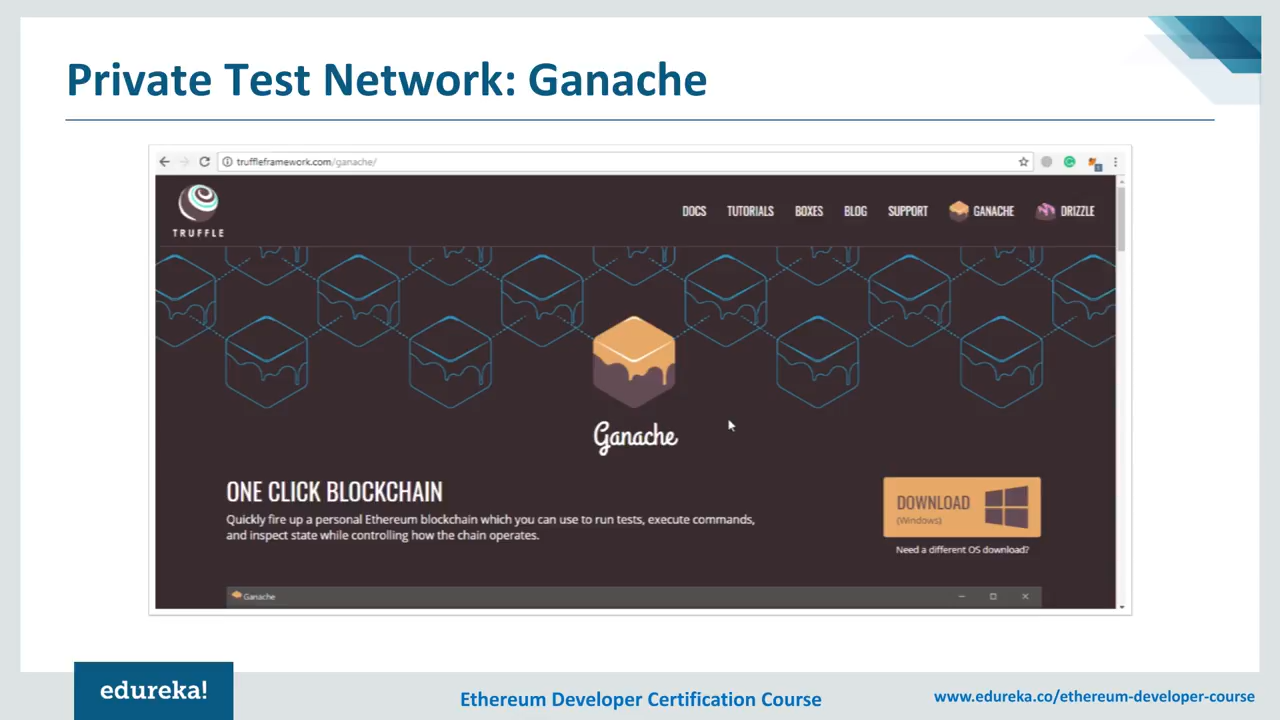 Private Test Network: Ganache
truffleframework.com/ganache/
TRUFFLE
DOCS TUTORIALS BOXES BLOG SUPPORT GANACHE DRIZZLE
Ganache
ONE CLICK BLOCKCHAIN
Quickly fire up a personal Ethereum blockchain which you can use to run tests, execute commands,
and inspect state while controlling how the chain operates.
DOWNLOAD
(Windows)
Need a different OS download?
Ganache
edureka!
Ethereum Developer Certification Course
www.edureka.co/ethereum-developer-course